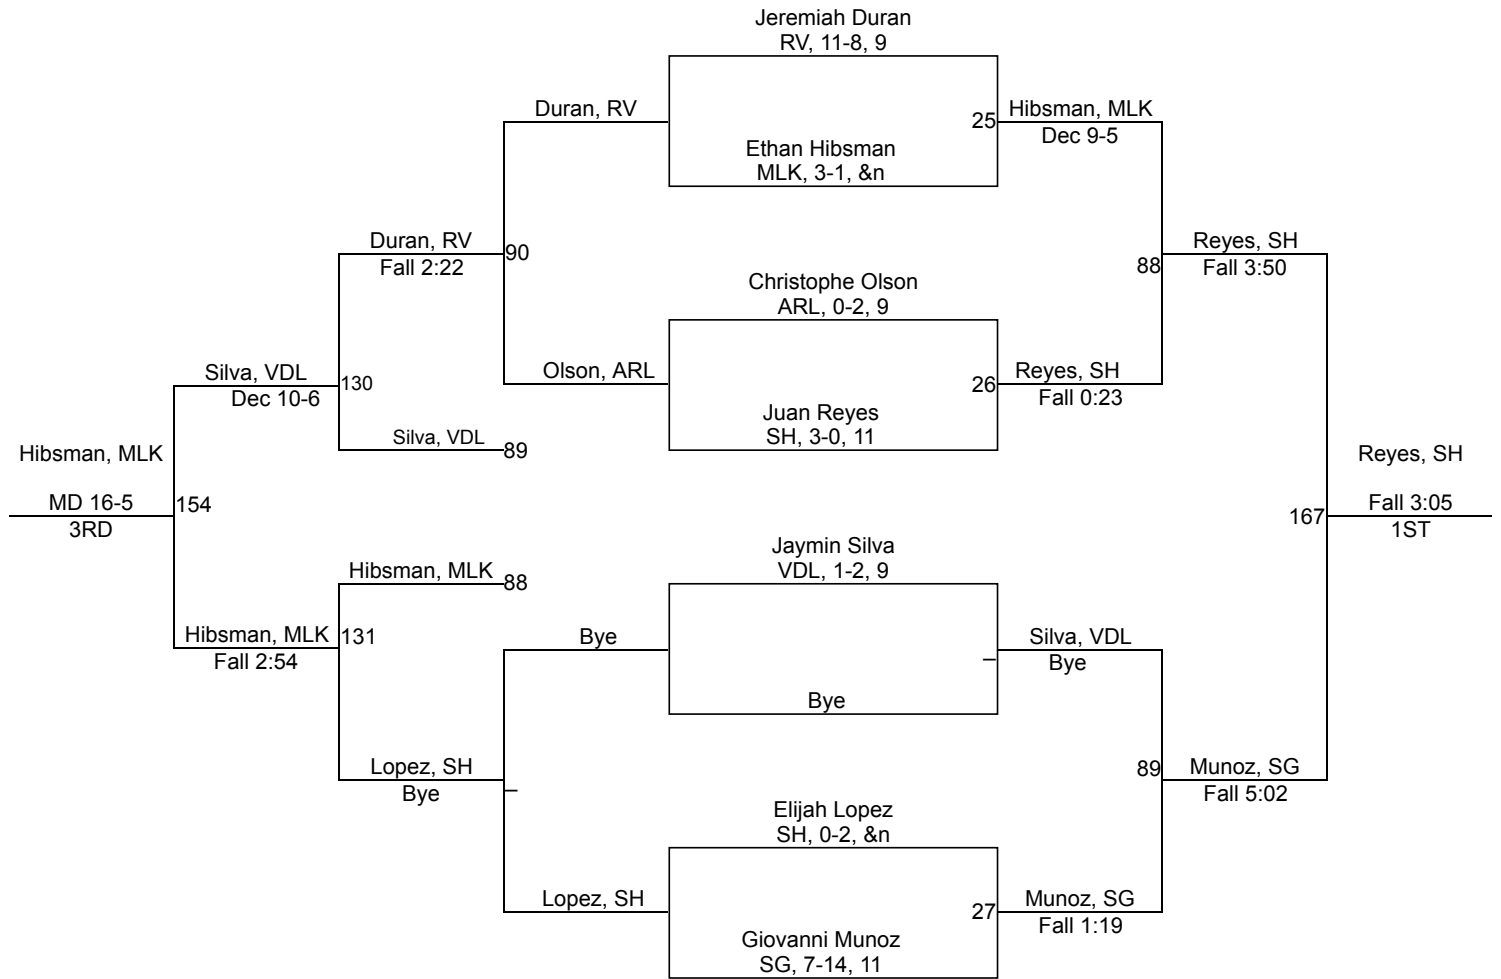 Jeremiah Duran
RV, 11-8, 9
Duran, RV
25
Hibsman, MLK
Dec 9-5
Ethan Hibsman
MLK, 3-1, &n
Duran, RV
Fall 2:22
90
88
Reyes, SH
Fall 3:50
Christophe Olson
ARL, 0-2, 9
Silva, VDL
Dec 10-6
130
Olson, ARL
26
Reyes, SH
Fall 0:23
Juan Reyes
SH, 3-0, 11
Silva, VDL
89
Hibsman, MLK
MD 16-5
3RD
154
167
Reyes, SH
Fall 3:05
1ST
Jaymin Silva
VDL, 1-2, 9
Hibsman, MLK
88
Hibsman, MLK
Fall 2:54
131
Bye
–
Silva, VDL
Bye
Bye
Lopez, SH
Bye
–
89
Munoz, SG
Fall 5:02
Elijah Lopez
SH, 0-2, &n
Lopez, SH
27
Munoz, SG
Fall 1:19
Giovanni Munoz
SG, 7-14, 11